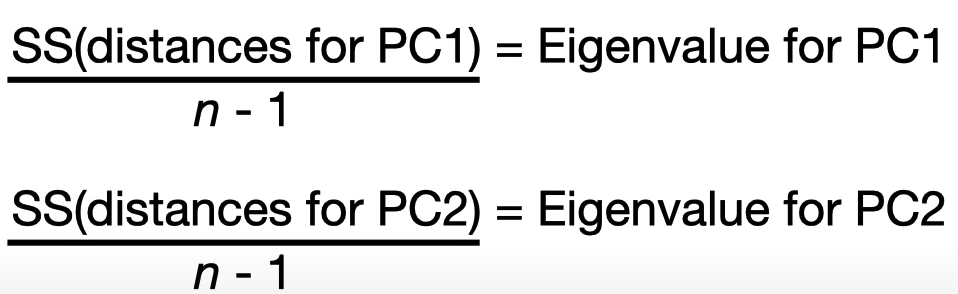 SS(distances for PC1) = Eigenvalue for PC1
n - 1
SS(distances for PC2) = Eigenvalue for PC2
n - 1